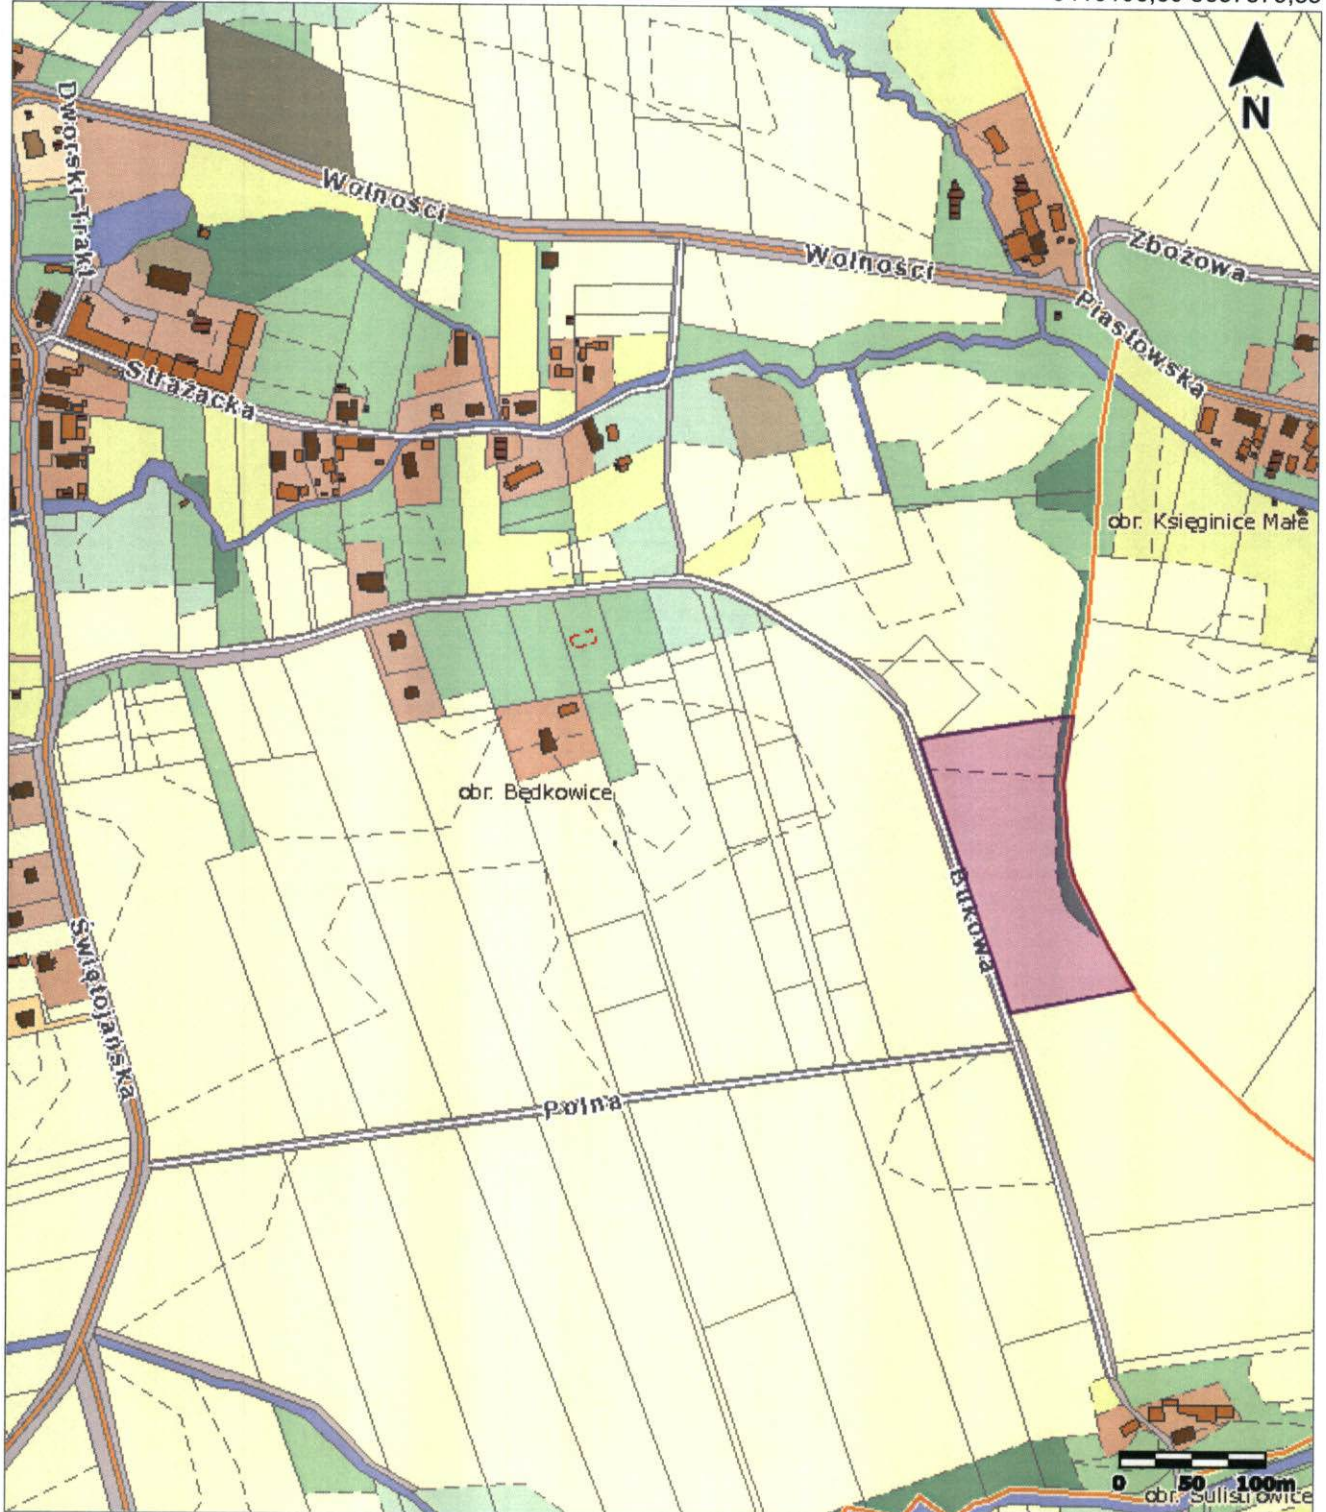 N
Dworski-Trakt
Wolności
Wolności
Zbożowa
Piastowska
Strażacka
obr. Księginice Małe
obr. Będkowice
Bukowa
Świętojańska
Polna
0 50 100m
obr. Sulistrowice